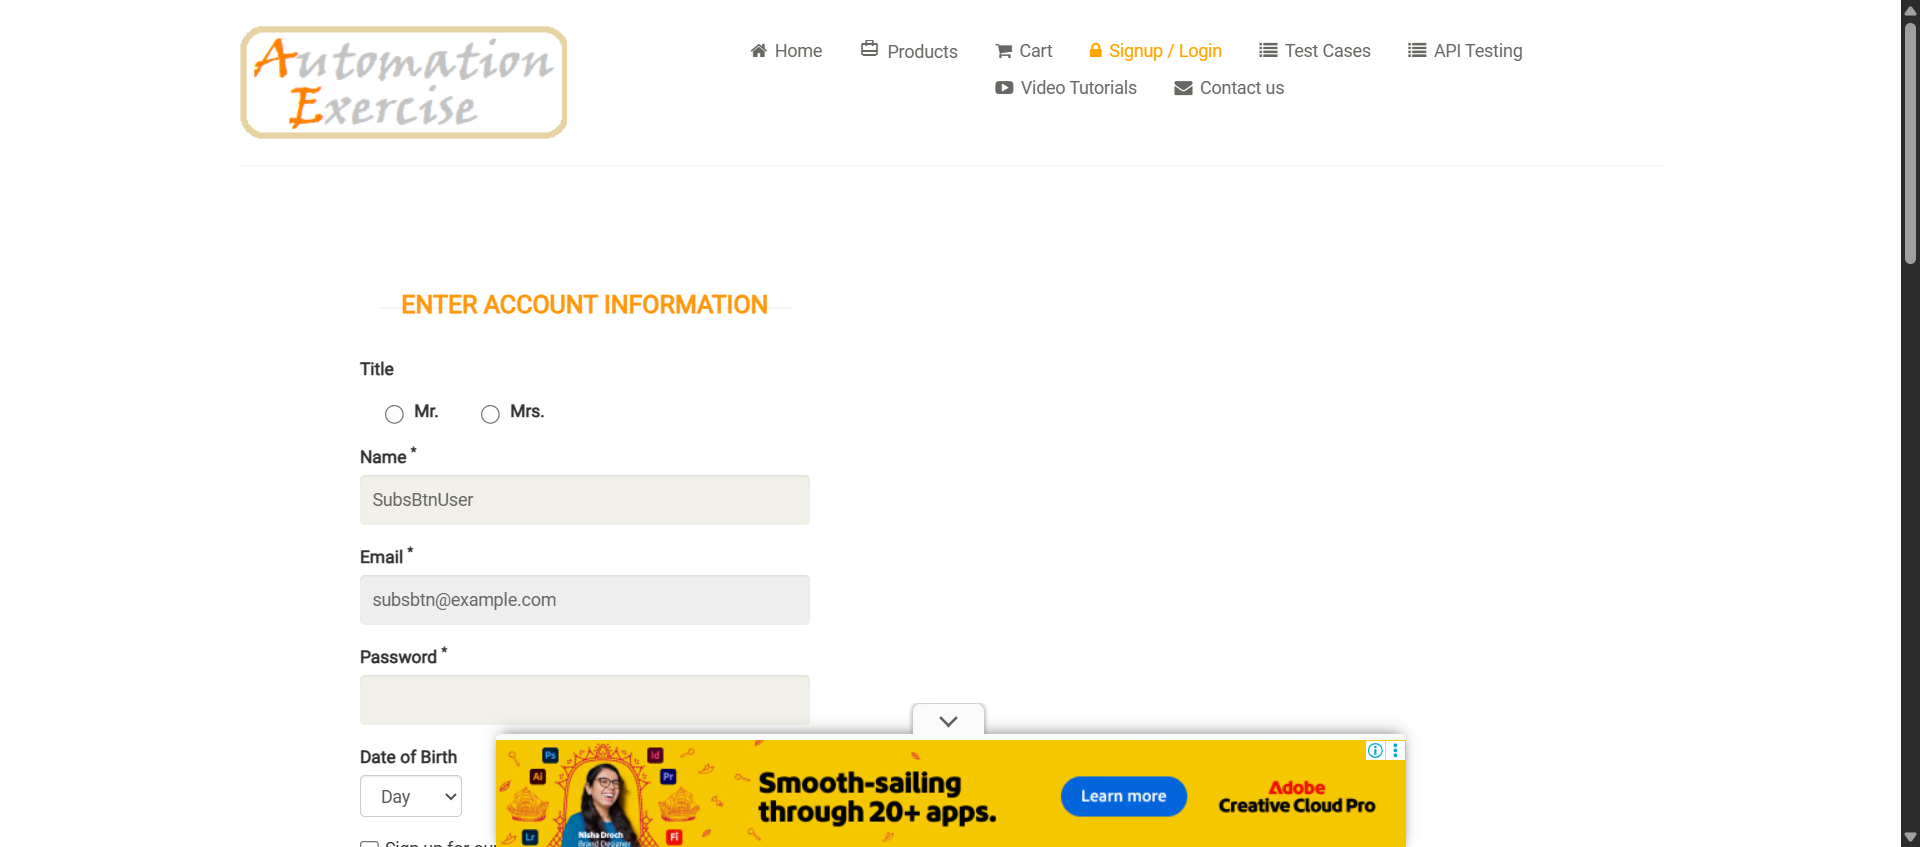 Automation
Exercise
Home
Products
Cart
Signup / Login
Test Cases
API Testing
Video Tutorials
Contact us
ENTER ACCOUNT INFORMATION
Title
Mr.
Mrs.
Name *
SubsBtnUser
Email *
subsbtn@example.com
Password *
Date of Birth
Day
Sign up for our
Ps
Id
Ai
Pr
Lr
Fi
Nisha Droch
Brand Designer
Smooth-sailing
through 20+ apps.
Learn more
Adobe
Creative Cloud Pro